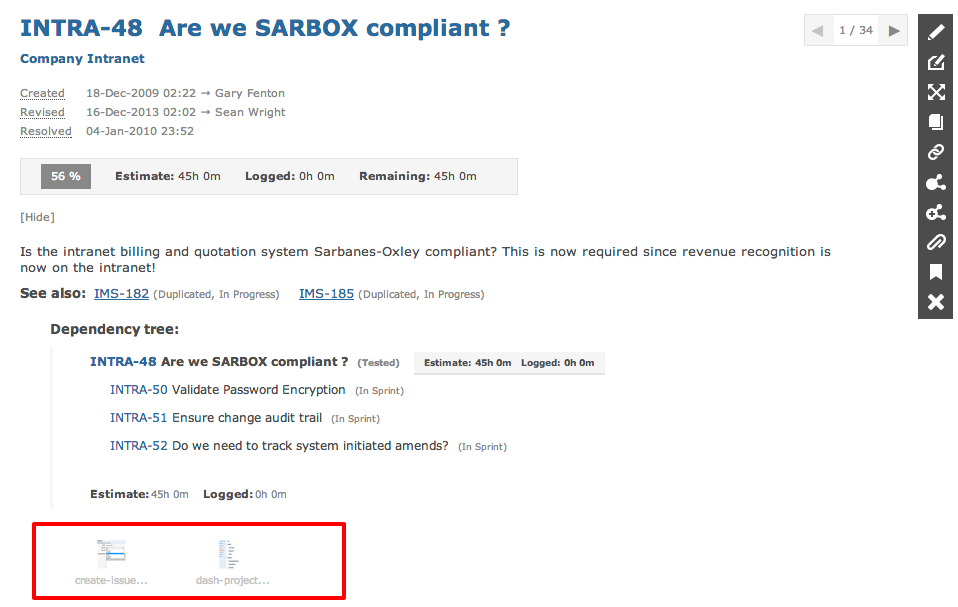 INTRA-48 Are we SARBOX compliant ?
1 / 34
Company Intranet
Created 18-Dec-2009 02:22 → Gary Fenton
Revised 16-Dec-2013 02:02 → Sean Wright
Resolved 04-Jan-2010 23:52
56 % Estimate: 45h 0m Logged: 0h 0m Remaining: 45h 0m
[Hide]
Is the intranet billing and quotation system Sarbanes-Oxley compliant? This is now required since revenue recognition is
now on the intranet!
See also: IMS-182 (Duplicated, In Progress) IMS-185 (Duplicated, In Progress)
Dependency tree:
INTRA-48 Are we SARBOX compliant ? (Tested) Estimate: 45h 0m Logged: 0h 0m
INTRA-50 Validate Password Encryption (In Sprint)
INTRA-51 Ensure change audit trail (In Sprint)
INTRA-52 Do we need to track system initiated amends? (In Sprint)
Estimate: 45h 0m Logged: 0h 0m
create-issue... dash-project...